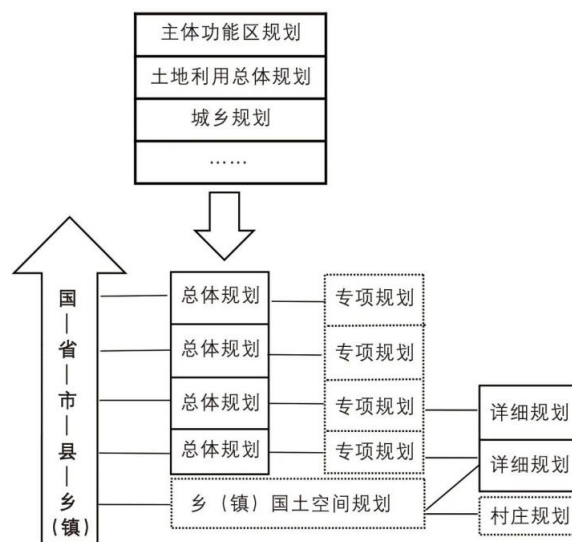 主体功能区规划
土地利用总体规划
城乡规划
……
国—省—市—县—乡(镇)
总体规划
专项规划
总体规划
专项规划
总体规划
专项规划
详细规划
总体规划
专项规划
详细规划
乡（镇）国土空间规划
村庄规划